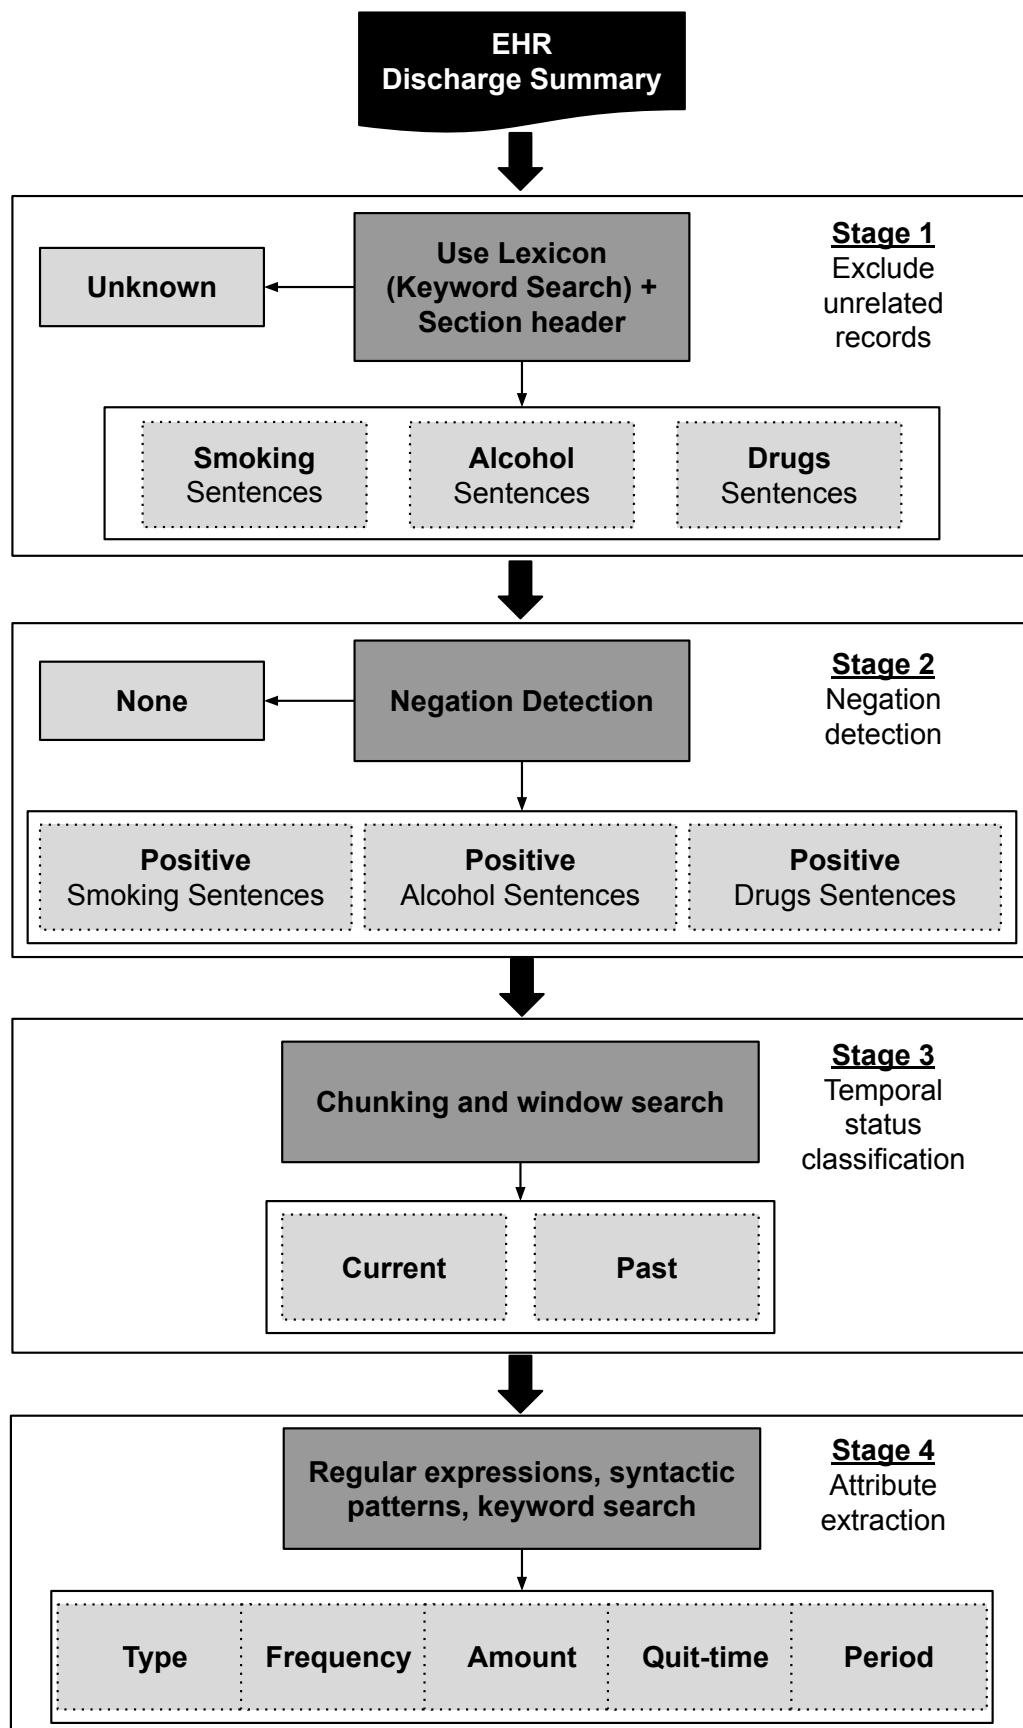 EHR
Discharge Summary
Stage 1
Exclude
unrelated
records
Use Lexicon
(Keyword Search) +
Section header
Unknown
Smoking
Sentences
Alcohol
Sentences
Drugs
Sentences
Stage 2
Negation
detection
Negation Detection
None
Positive
Smoking Sentences
Positive
Alcohol Sentences
Positive
Drugs Sentences
Stage 3
Temporal
status
classification
Chunking and window search
Current
Past
Stage 4
Attribute
extraction
Regular expressions, syntactic
patterns, keyword search
Type
Frequency
Amount
Quit-time
Period